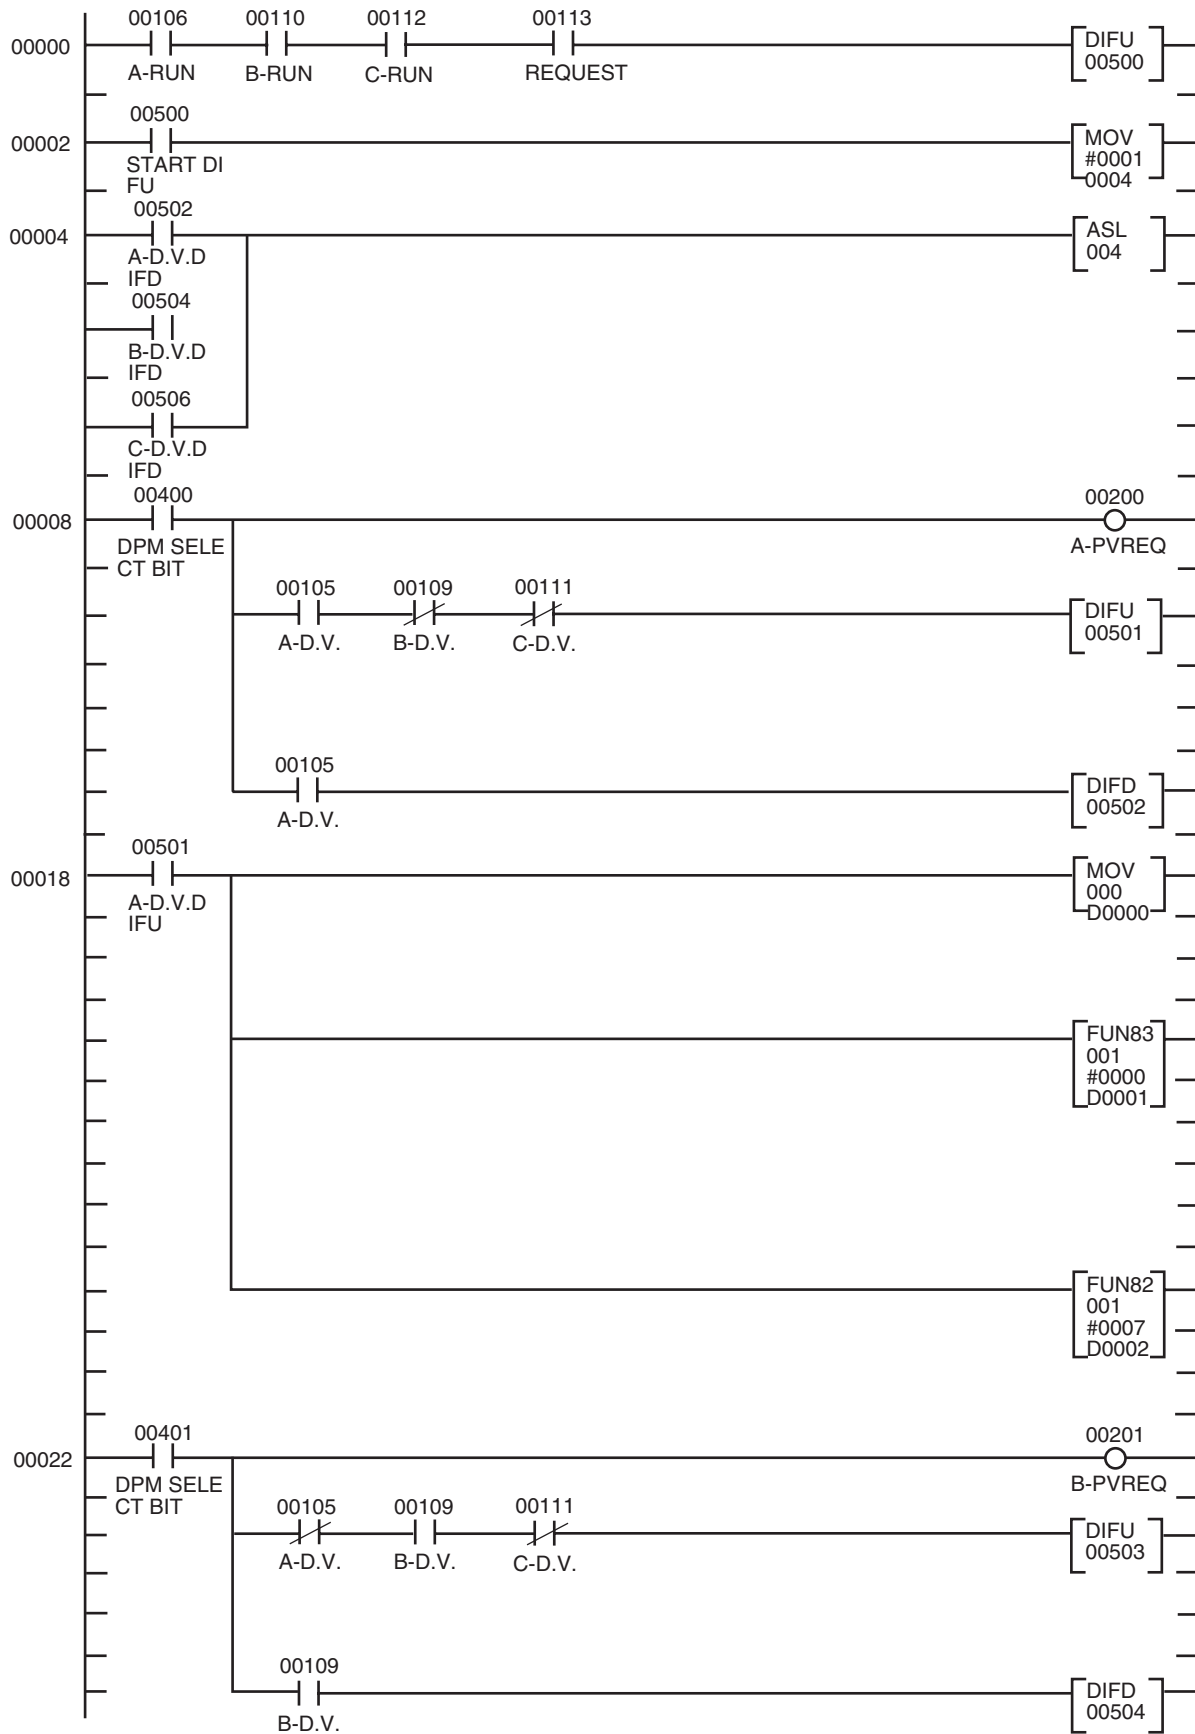 00106 00110 00112 00113
00000
DIFU
00500
A-RUN B-RUN C-RUN REQUEST
00500
00002
MOV
#0001
0004
START DI
FU
00502
00004
ASL
004
A-D.V.D
IFD
00504
B-D.V.D
IFD
00506
C-D.V.D
IFD
00400
00200
00008
DPM SELE
CT BIT
A-PVREQ
00105 00109 00111
DIFU
00501
A-D.V. B-D.V. C-D.V.
00105
DIFD
00502
A-D.V.
00501
00018
MOV
000
D0000
A-D.V.D
IFU
FUN83
001
#0000
D0001
FUN82
001
#0007
D0002
00401
00201
00022
DPM SELE
CT BIT
B-PVREQ
00105 00109 00111
DIFU
00503
A-D.V. B-D.V. C-D.V.
00109
DIFD
00504
B-D.V.